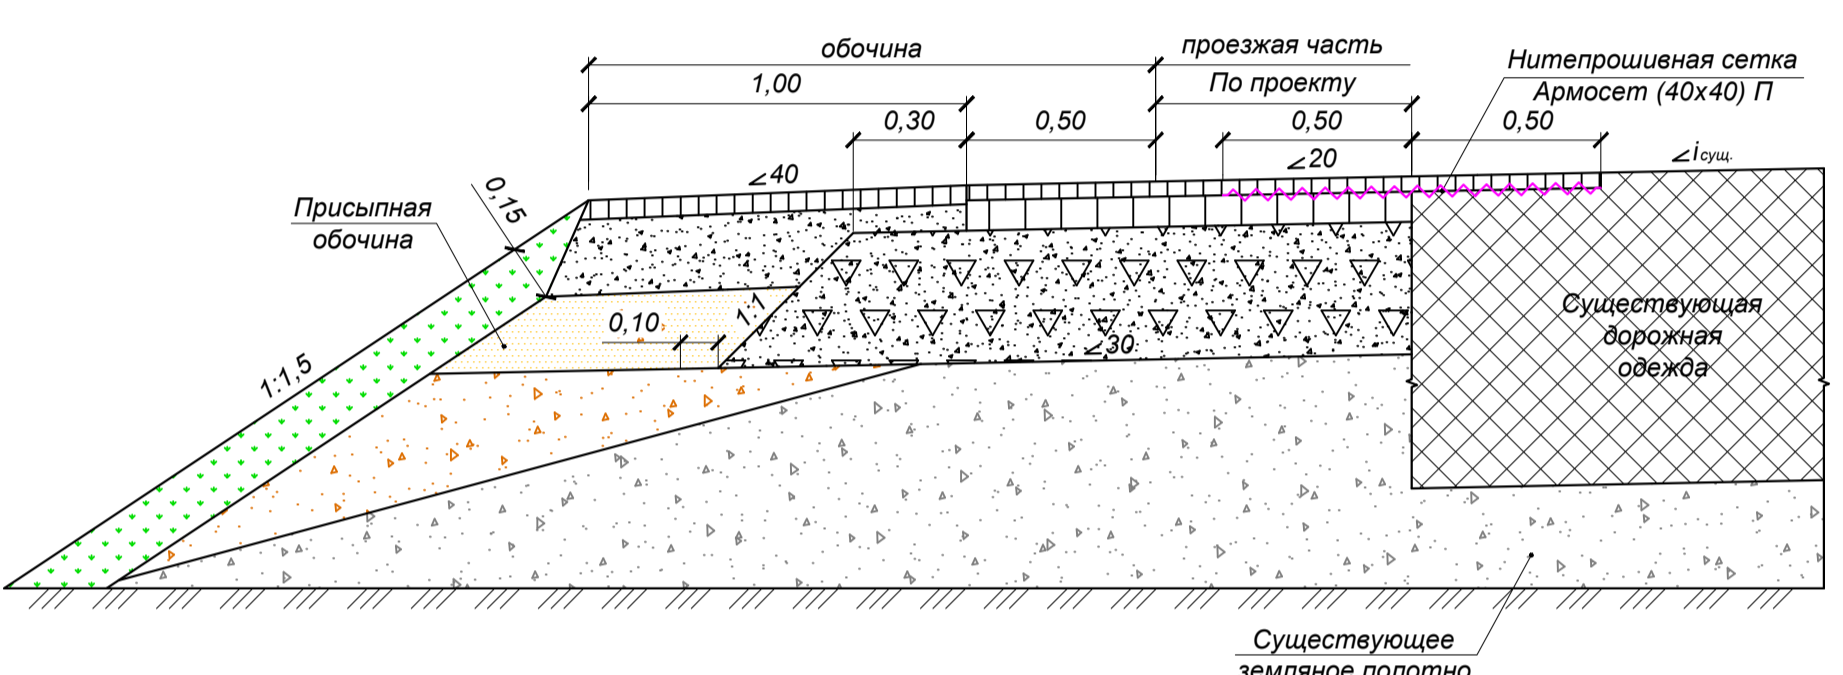 обочина
проезжая часть
1,00
По проекту
Нитепрошивная сетка
Армосет (40х40) П
0,30
0,50
0,50
0,50
∠40
∠20
∠iсущ.
0,15
Присыпная
обочина
1:1
0,10
∠30
1:1,5
Существующая
дорожная
одежда
Существующее
земляное полотно